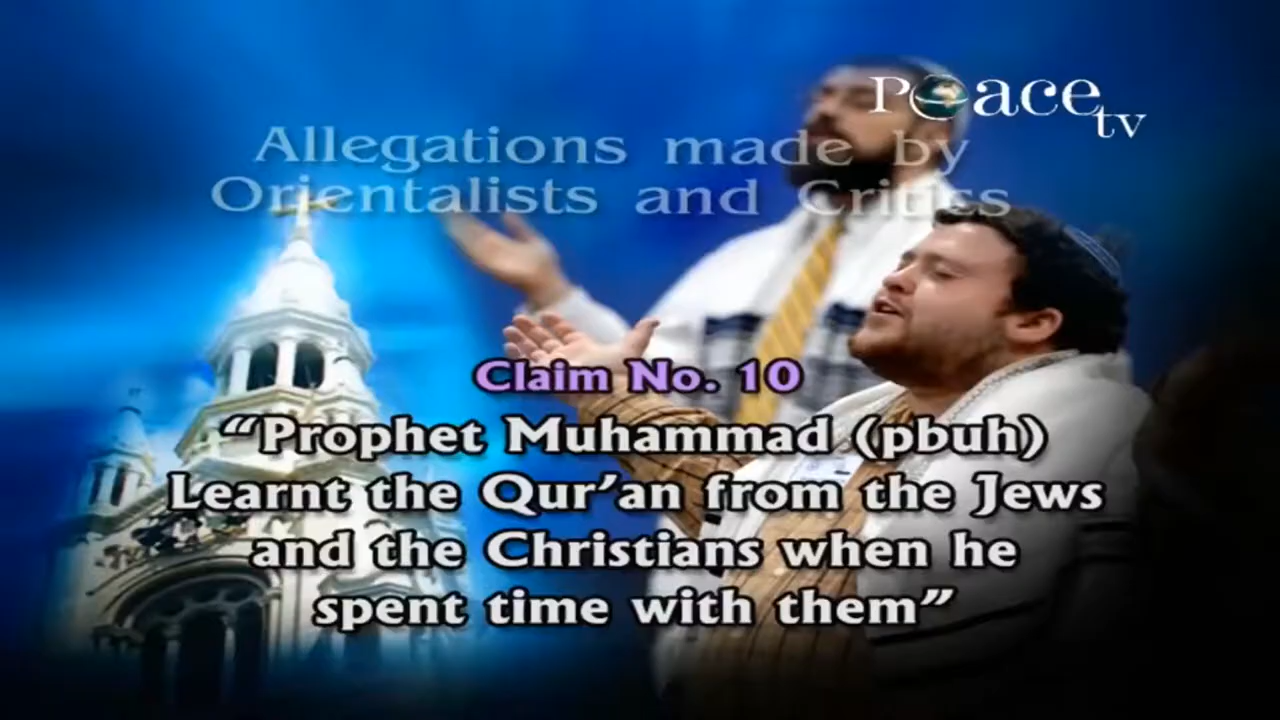 Peace tv
Allegations made by
Orientalists and Critics
Claim No. 10
“Prophet Muhammad (pbuh)
Learnt the Qur’an from the Jews
and the Christians when he
spent time with them”